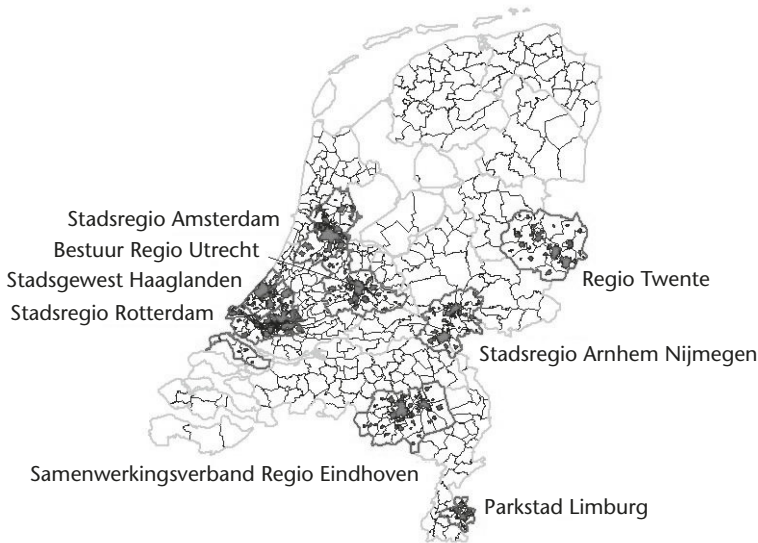 Stadsregio Amsterdam
Bestuur Regio Utrecht
Stadsgewest Haaglanden
Regio Twente
Stadsregio Rotterdam
Stadsregio Arnhem Nijmegen
Samenwerkingsverband Regio Eindhoven
Parkstad Limburg